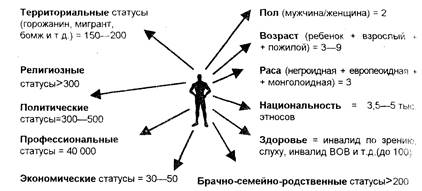 Территориальные статусы
(горожанин, мигрант,
бомж и т д.) = 150—200
Религиозные
статусы>300
Политические
статусы=300—500
Профессиональные
статусы = 40 000
Экономические статусы = 30—50
Пол (мужчина/женщина) = 2
Возраст (ребенок + взрослый +
+ пожилой) = 3—9
Раса (негроидная + европеоидная +
+ монголоидная) = 3
Национальность = 3,5—5 тыс
этносов
Здоровье = инвалид по зрению,
слуху, инвалид ВОВ и т.д.(до 100)
Брачно-семейно-родственные статусы>200